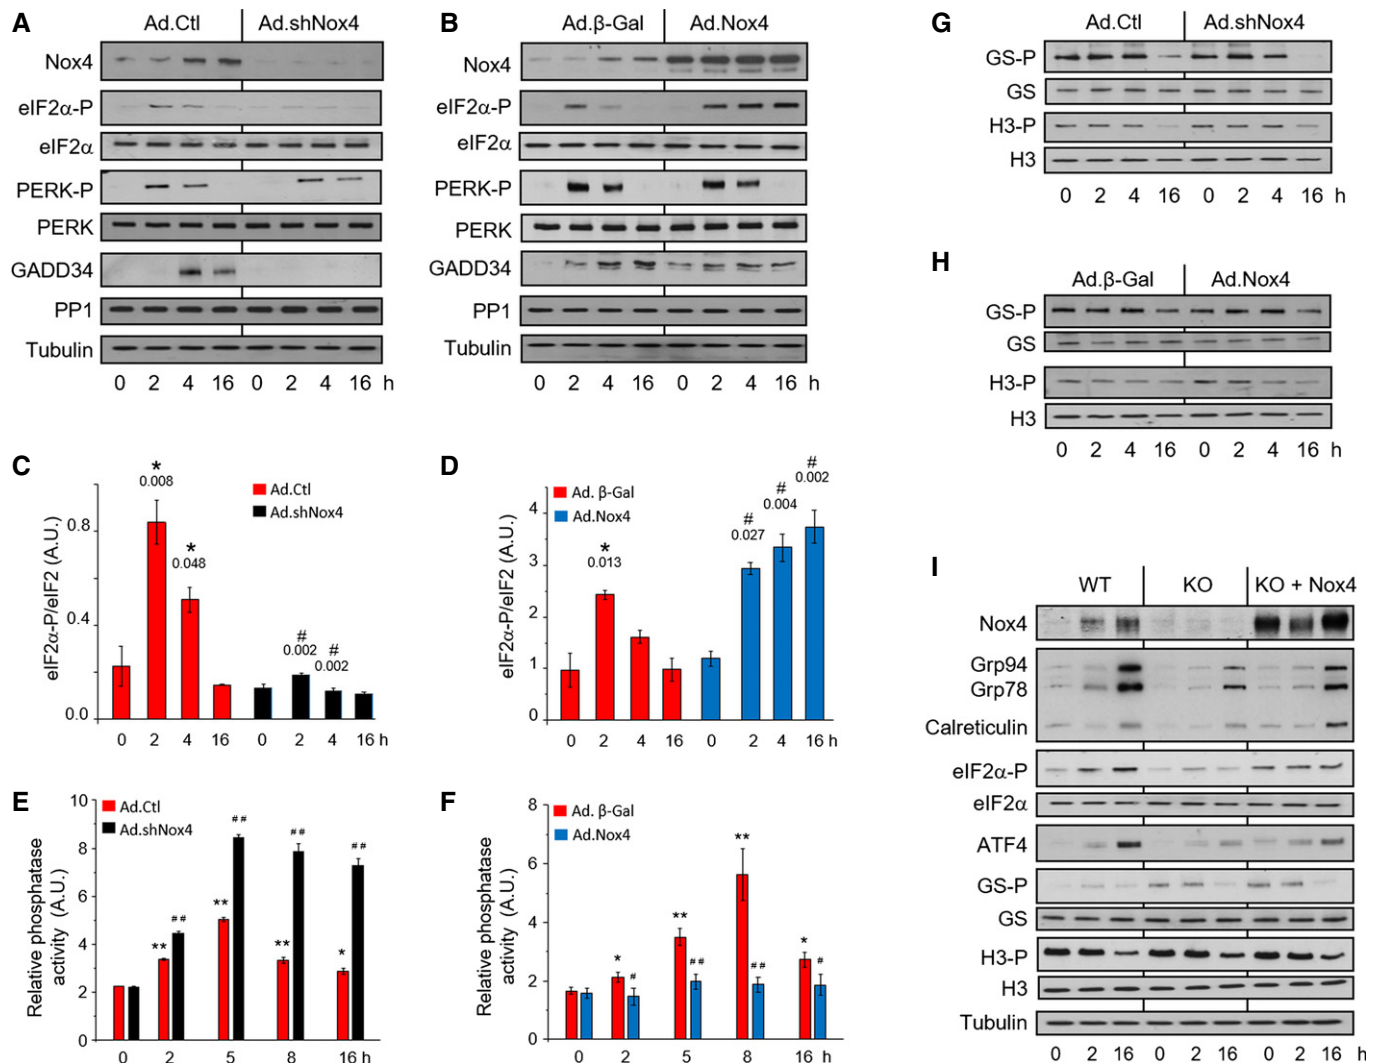 A
Ad.Ctl Ad.shNox4
Nox4
eIF2α-P
eIF2α
PERK-P
PERK
GADD34
PP1
Tubulin
0 2 4 16 0 2 4 16 h
B
Ad.β-Gal Ad.Nox4
Nox4
eIF2α-P
eIF2α
PERK-P
PERK
GADD34
PP1
Tubulin
0 2 4 16 0 2 4 16 h
G
Ad.Ctl Ad.shNox4
GS-P
GS
H3-P
H3
0 2 4 16 0 2 4 16 h
H
Ad.β-Gal Ad.Nox4
GS-P
GS
H3-P
H3
0 2 4 16 0 2 4 16 h
C
eIF2α-P/eIF2 (A.U.)
0.8
0.4
0.0
*
0.008
*
0.048
#
0.002
#
0.002
Ad.Ctl
Ad.shNox4
0 2 4 16 0 2 4 16 h
D
eIF2α-P/eIF2 (A.U.)
4
3
2
1
0
Ad. β-Gal
Ad.Nox4
*
0.013
#
0.027
#
0.004
#
0.002
0 2 4 16 0 2 4 16 h
E
Relative phosphatase
activity (A.U.)
10
8
6
4
2
0
Ad.Ctl
Ad.shNox4
** ## ** ## ** ## * ##
0 2 5 8 16 h
F
Relative phosphatase
activity (A.U.)
8
6
4
2
0
Ad. β-Gal
Ad.Nox4
* # ** ## ** ## * #
0 2 5 8 16 h
I
WT KO KO + Nox4
Nox4
Grp94
Grp78
Calreticulin
eIF2α-P
eIF2α
ATF4
GS-P
GS
H3-P
H3
Tubulin
0 2 16 0 2 16 0 2 16 h